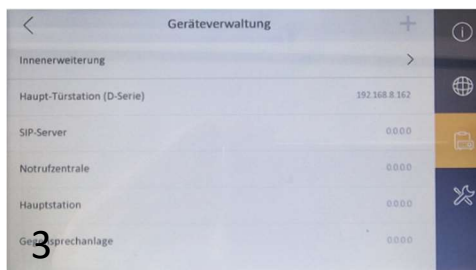 Geräteverwaltung
Innenerweiterung
Haupt-Türstation (D-Serie) 192.168.8.162
SIP-Server 0.0.0.0
Notrufzentrale 0.0.0.0
Hauptstation 0.0.0.0
Gegensprechanlage 0.0.0.0
3